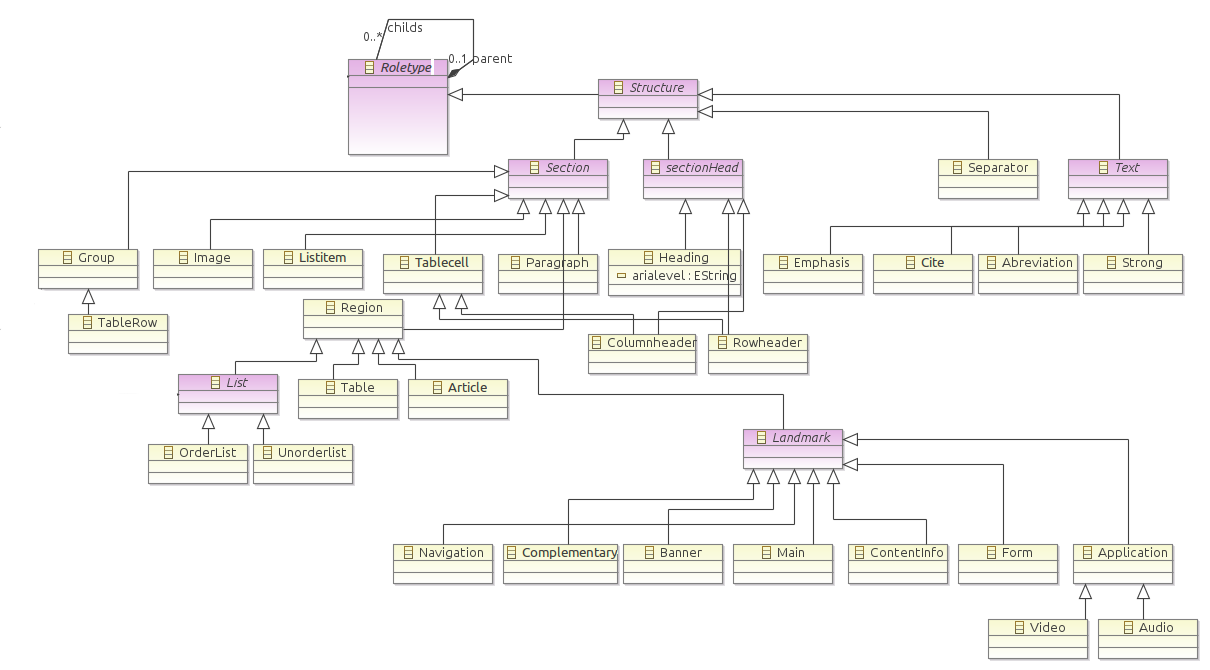 childs
0..*
0..1 parent
Roletype
Structure
Section
sectionHead
Separator
Text
Group
Image
Listitem
Tablecell
Paragraph
Heading
arialevel : EString
Emphasis
Cite
Abreviation
Strong
TableRow
Region
Columnheader
Rowheader
List
Table
Article
OrderList
Unorderlist
Landmark
Navigation
Complementary
Banner
Main
ContentInfo
Form
Application
Video
Audio